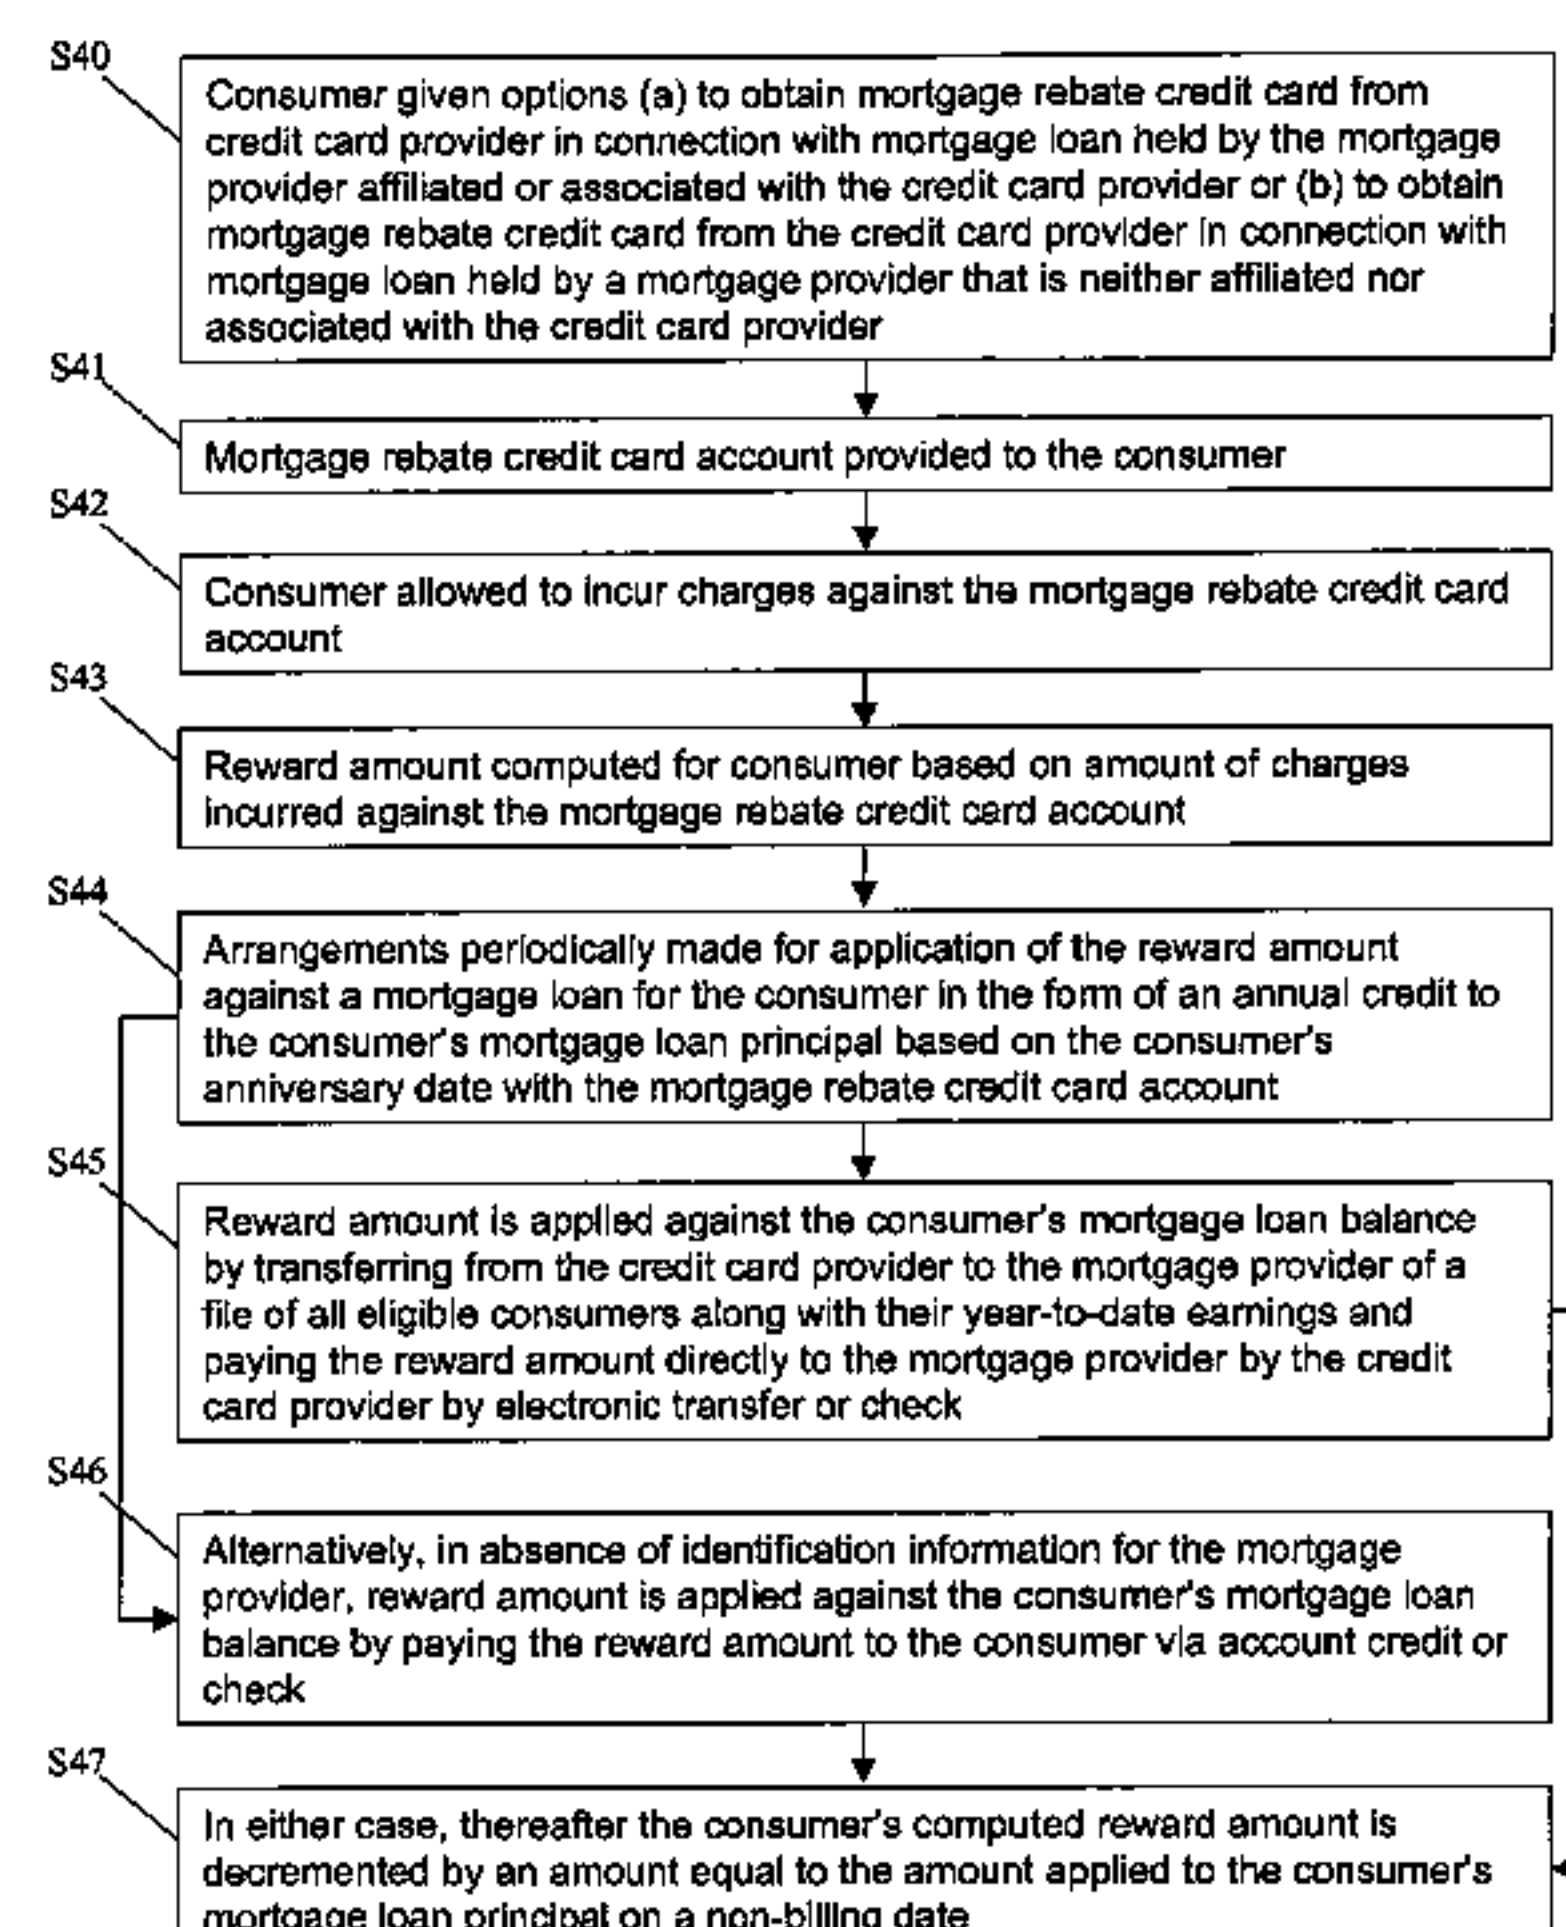 S40
Consumer given options (a) to obtain mortgage rebate credit card from
credit card provider in connection with mortgage loan held by the mortgage
provider affiliated or associated with the credit card provider or (b) to obtain
mortgage rebate credit card from the credit card provider in connection with
mortgage loan held by a mortgage provider that is neither affiliated nor
associated with the credit card provider
S41
Mortgage rebate credit card account provided to the consumer
S42
Consumer allowed to incur charges against the mortgage rebate credit card
account
S43
Reward amount computed for consumer based on amount of charges
incurred against the mortgage rebate credit card account
S44
Arrangements periodically made for application of the reward amount
against a mortgage loan for the consumer in the form of an annual credit to
the consumer's mortgage loan principal based on the consumer's
anniversary date with the mortgage rebate credit card account
S45
Reward amount is applied against the consumer's mortgage loan balance
by transferring from the credit card provider to the mortgage provider of a
file of all eligible consumers along with their year-to-date earnings and
paying the reward amount directly to the mortgage provider by the credit
card provider by electronic transfer or check
S46
Alternatively, in absence of identification information for the mortgage
provider, reward amount is applied against the consumer's mortgage loan
balance by paying the reward amount to the consumer via account credit or
check
S47
In either case, thereafter the consumer's computed reward amount is
decremented by an amount equal to the amount applied to the consumer's
mortgage loan principal on a non-billing date